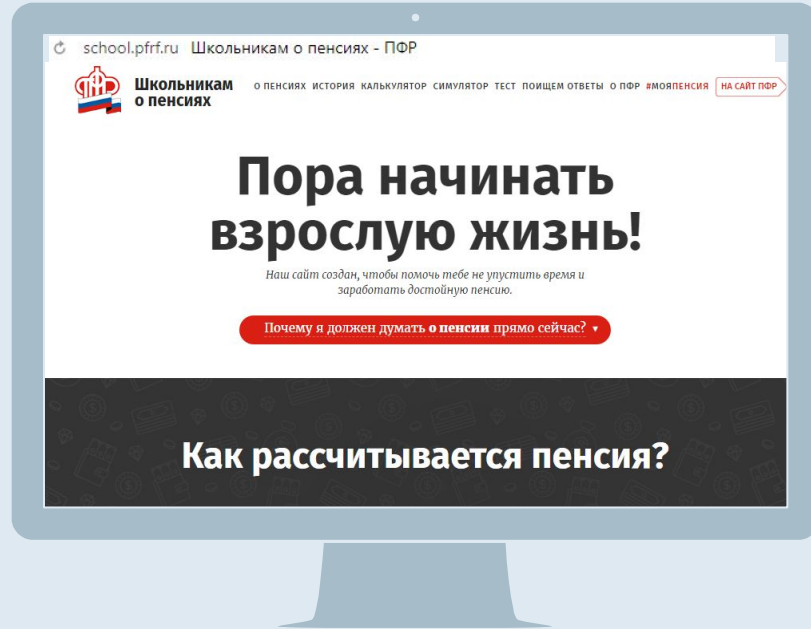 school.pfrf.ru Школьникам о пенсиях - ПФР
Школьникам
о пенсиях
О ПЕНСИЯХ ИСТОРИЯ КАЛЬКУЛЯТОР СИМУЛЯТОР ТЕСТ ПОИЩЕМ ОТВЕТЫ О ПФР #МОЯПЕНСИЯ НА САЙТ ПФР
Пора начинать
взрослую жизнь!
Наш сайт создан, чтобы помочь тебе не упустить время и
заработать достойную пенсию.
Почему я должен думать о пенсии прямо сейчас?
Как рассчитывается пенсия?